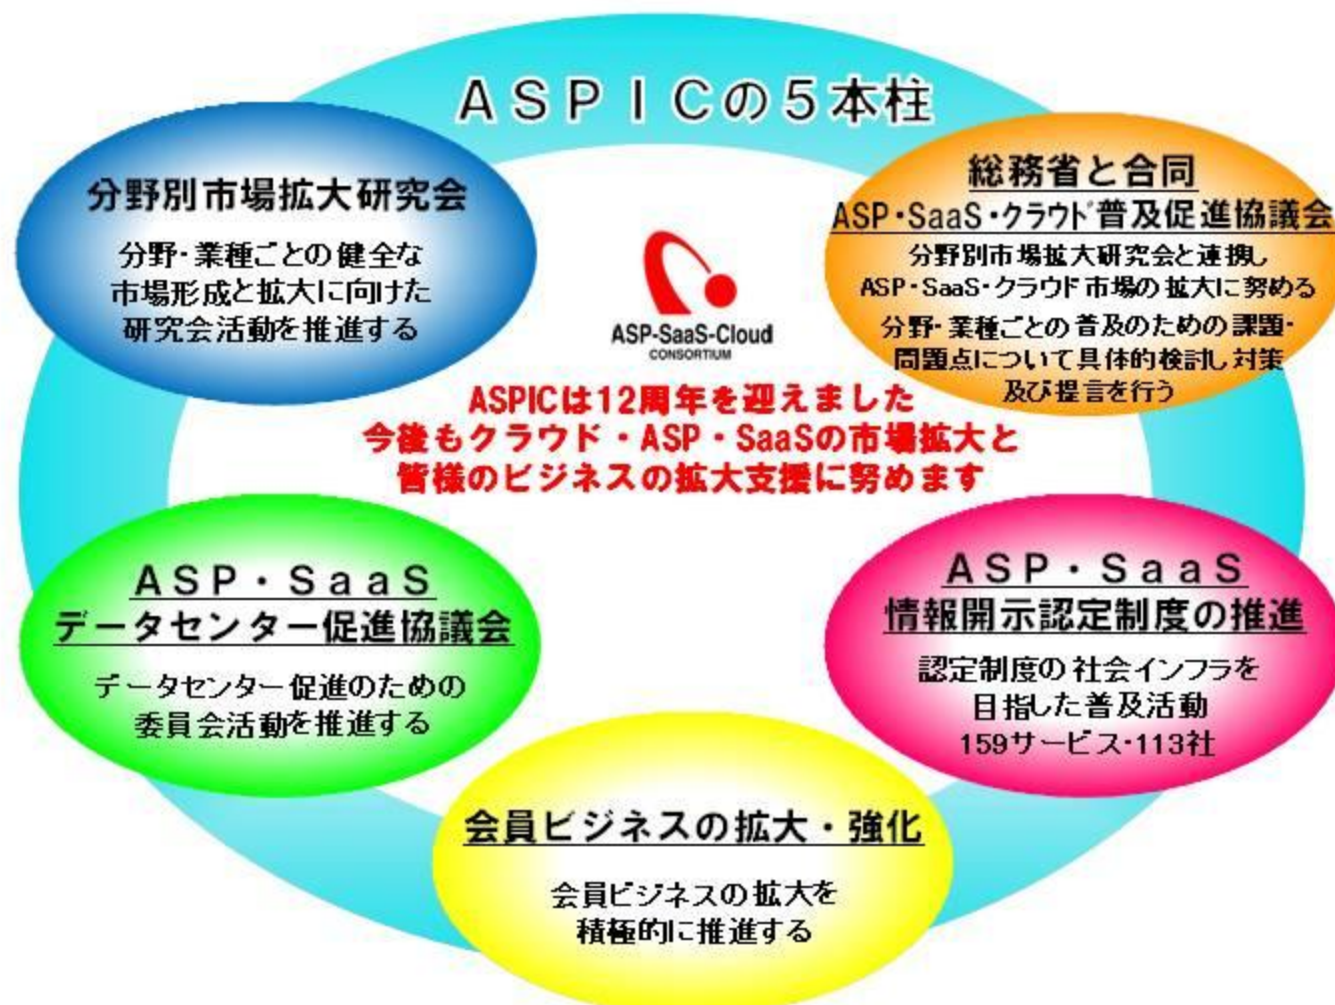 ASPICの5本柱
分野別市場拡大研究会
分野・業種ごとの健全な
市場形成と拡大に向けた
研究会活動を推進する
総務省と合同
ASP・SaaS・クラウド普及促進協議会
分野別市場拡大研究会と連携し
ASP・SaaS・クラウド市場の拡大に努める
分野・業種ごとの普及のための課題・
問題点について具体的検討し対策
及び提言を行う
ASP-SaaS-Cloud
CONSORTIUM
ASPICは12周年を迎えました
今後もクラウド・ASP・SaaSの市場拡大と
皆様のビジネスの拡大支援に努めます
ASP・SaaS
データセンター促進協議会
データセンター促進のための
委員会活動を推進する
ASP・SaaS
情報開示認定制度の推進
認定制度の社会インフラを
目指した普及活動
159サービス・113社
会員ビジネスの拡大・強化
会員ビジネスの拡大を
積極的に推進する